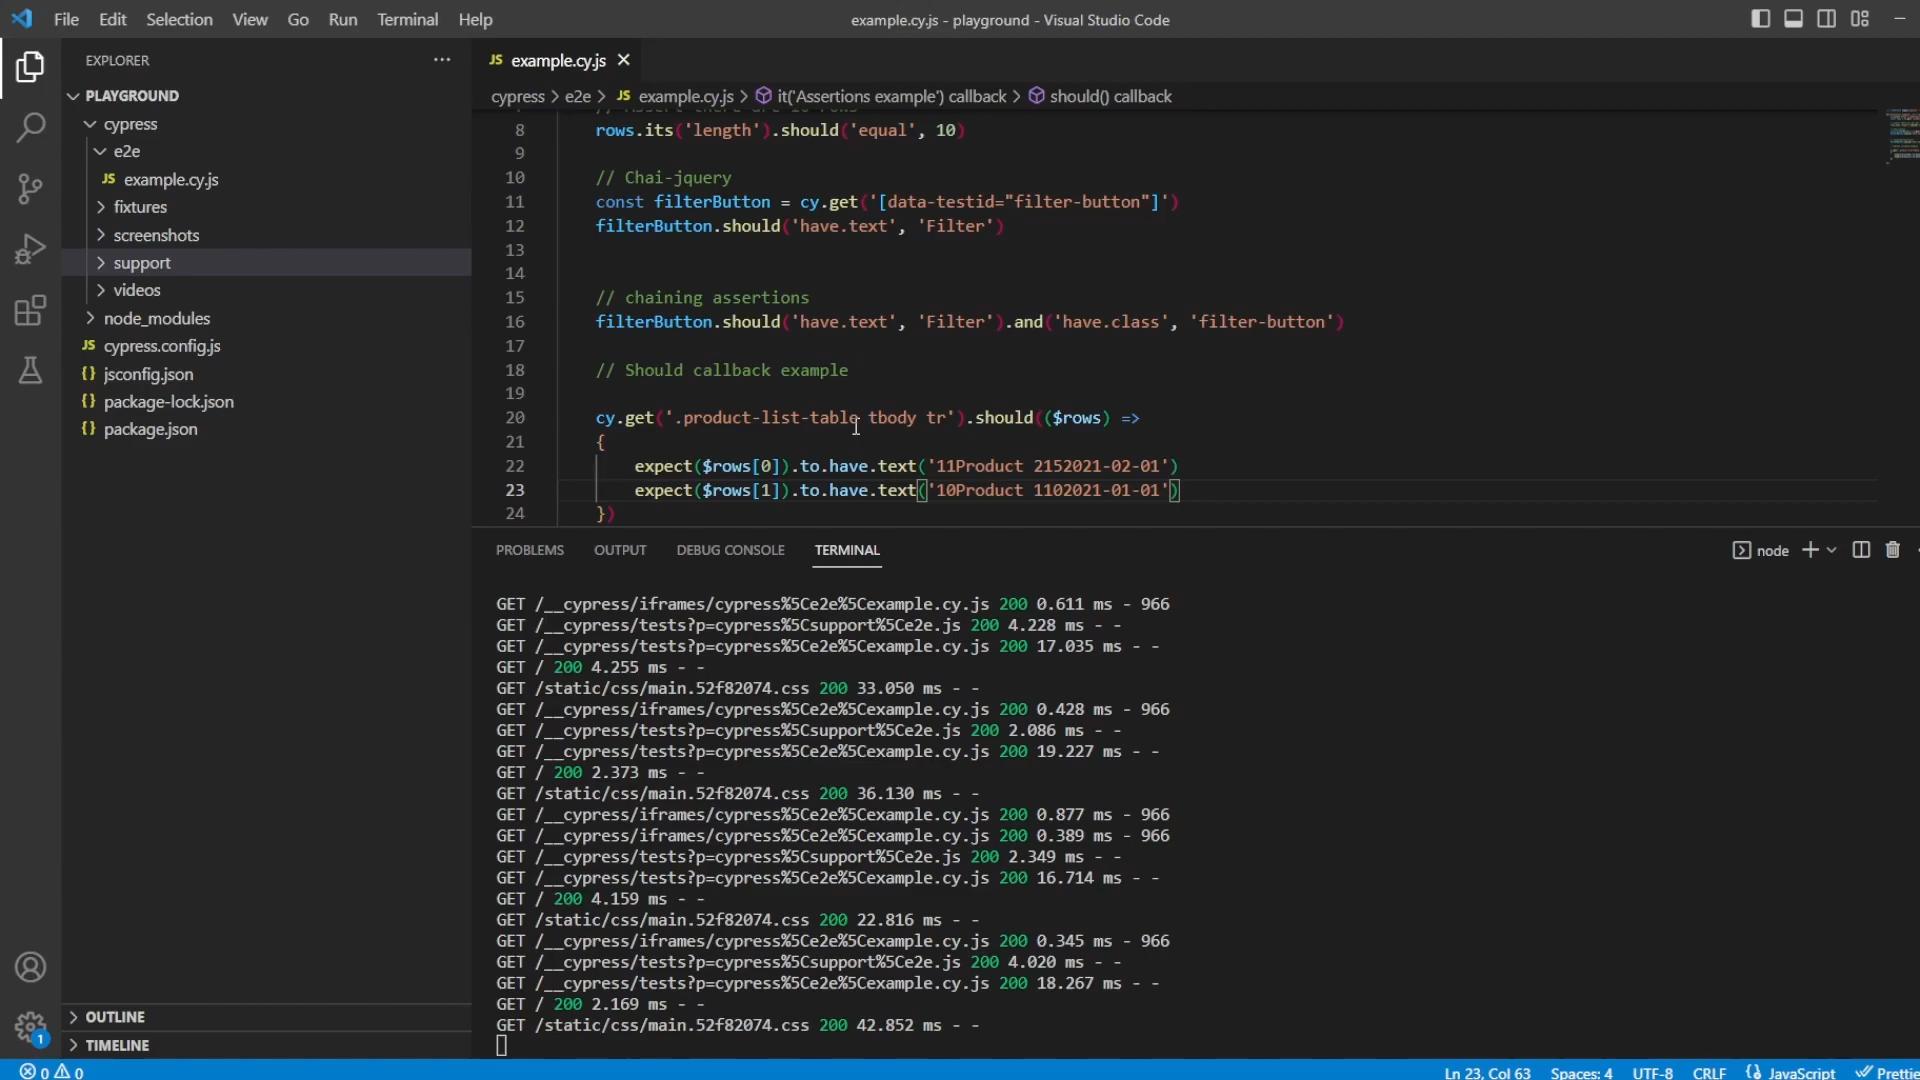 File Edit Selection View Go Run Terminal Help
example.cy.js - playground - Visual Studio Code
EXPLORER
PLAYGROUND
cypress
e2e
JS example.cy.js
fixtures
screenshots
support
videos
node_modules
JS cypress.config.js
{} jsconfig.json
{} package-lock.json
{} package.json
OUTLINE
TIMELINE
1
JS example.cy.js
cypress > e2e > JS example.cy.js > it('Assertions example') callback > should() callback
8 rows.its('length').should('equal', 10)
9
10 // Chai-jquery
11 const filterButton = cy.get('[data-testid="filter-button"]')
12 filterButton.should('have.text', 'Filter')
13
14
15 // chaining assertions
16 filterButton.should('have.text', 'Filter').and('have.class', 'filter-button')
17
18 // Should callback example
19
20 cy.get('.product-list-table tbody tr').should(($rows) =>
21 {
22 expect($rows[0]).to.have.text('11Product 2152021-02-01')
23 expect($rows[1]).to.have.text('10Product 1102021-01-01')
24 })
PROBLEMS OUTPUT DEBUG CONSOLE TERMINAL
node
GET /__cypress/iframes/cypress%5Ce2e%5Cexample.cy.js 200 0.611 ms - 966
GET /__cypress/tests?p=cypress%5Csupport%5Ce2e.js 200 4.228 ms - -
GET /__cypress/tests?p=cypress%5Ce2e%5Cexample.cy.js 200 17.035 ms - -
GET / 200 4.255 ms - -
GET /static/css/main.52f82074.css 200 33.050 ms - -
GET /__cypress/iframes/cypress%5Ce2e%5Cexample.cy.js 200 0.428 ms - 966
GET /__cypress/tests?p=cypress%5Csupport%5Ce2e.js 200 2.086 ms - -
GET /__cypress/tests?p=cypress%5Ce2e%5Cexample.cy.js 200 19.227 ms - -
GET / 200 2.373 ms - -
GET /static/css/main.52f82074.css 200 36.130 ms - -
GET /__cypress/iframes/cypress%5Ce2e%5Cexample.cy.js 200 0.877 ms - 966
GET /__cypress/iframes/cypress%5Ce2e%5Cexample.cy.js 200 0.389 ms - 966
GET /__cypress/tests?p=cypress%5Csupport%5Ce2e.js 200 2.349 ms - -
GET /__cypress/tests?p=cypress%5Ce2e%5Cexample.cy.js 200 16.714 ms - -
GET / 200 4.159 ms - -
GET /static/css/main.52f82074.css 200 22.816 ms - -
GET /__cypress/iframes/cypress%5Ce2e%5Cexample.cy.js 200 0.345 ms - 966
GET /__cypress/tests?p=cypress%5Csupport%5Ce2e.js 200 4.020 ms - -
GET /__cypress/tests?p=cypress%5Ce2e%5Cexample.cy.js 200 18.267 ms - -
GET / 200 2.169 ms - -
GET /static/css/main.52f82074.css 200 42.852 ms - -
0 0
Ln 23, Col 63 Spaces: 4 UTF-8 CRLF {} JavaScript Prettie